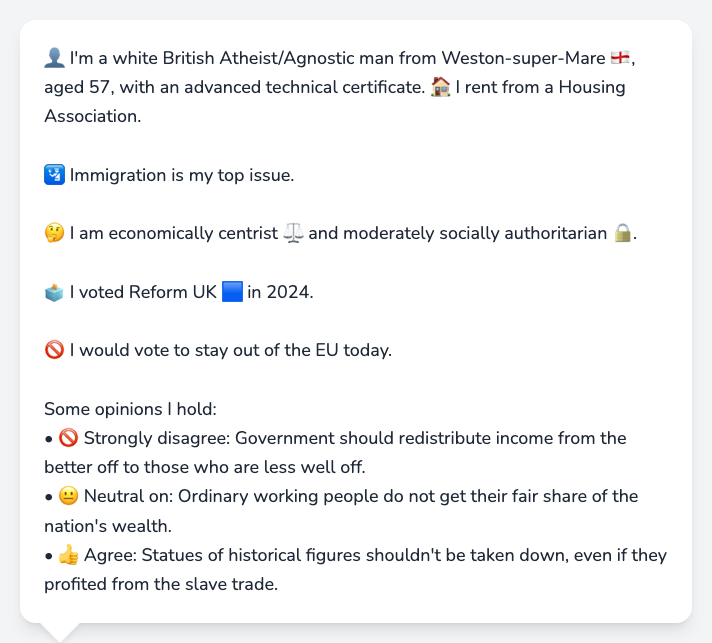 👤 I'm a white British Atheist/Agnostic man from Weston-super-Mare 🏴󠁧󠁢󠁥󠁮󠁧󠁿,
aged 57, with an advanced technical certificate. 🏠 I rent from a Housing
Association.
🛂 Immigration is my top issue.
🤔 I am economically centrist ⚖️ and moderately socially authoritarian 🔒.
🗳️ I voted Reform UK 🟦 in 2024.
🚫 I would vote to stay out of the EU today.
Some opinions I hold:
• 🚫 Strongly disagree: Government should redistribute income from the
better off to those who are less well off.
• 😐 Neutral on: Ordinary working people do not get their fair share of the
nation's wealth.
• 👍 Agree: Statues of historical figures shouldn't be taken down, even if they
profited from the slave trade.